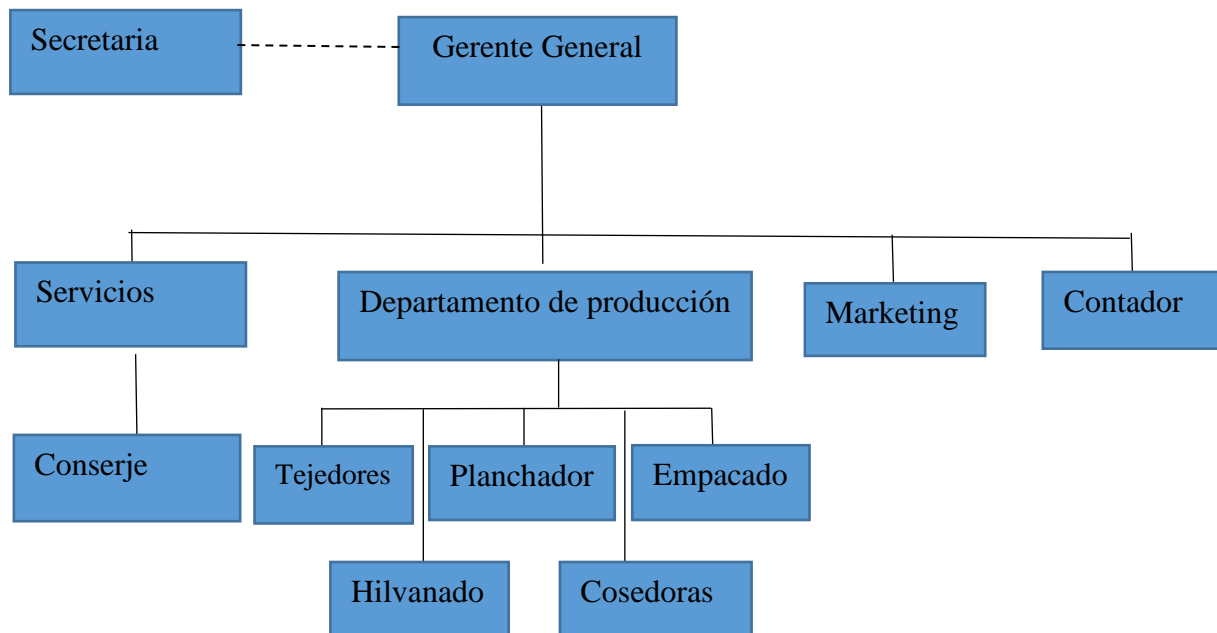 Secretaria
Gerente General
Servicios
Departamento de producción
Marketing
Contador
Conserje
Tejedores
Planchador
Empacado
Hilvanado
Cosedoras